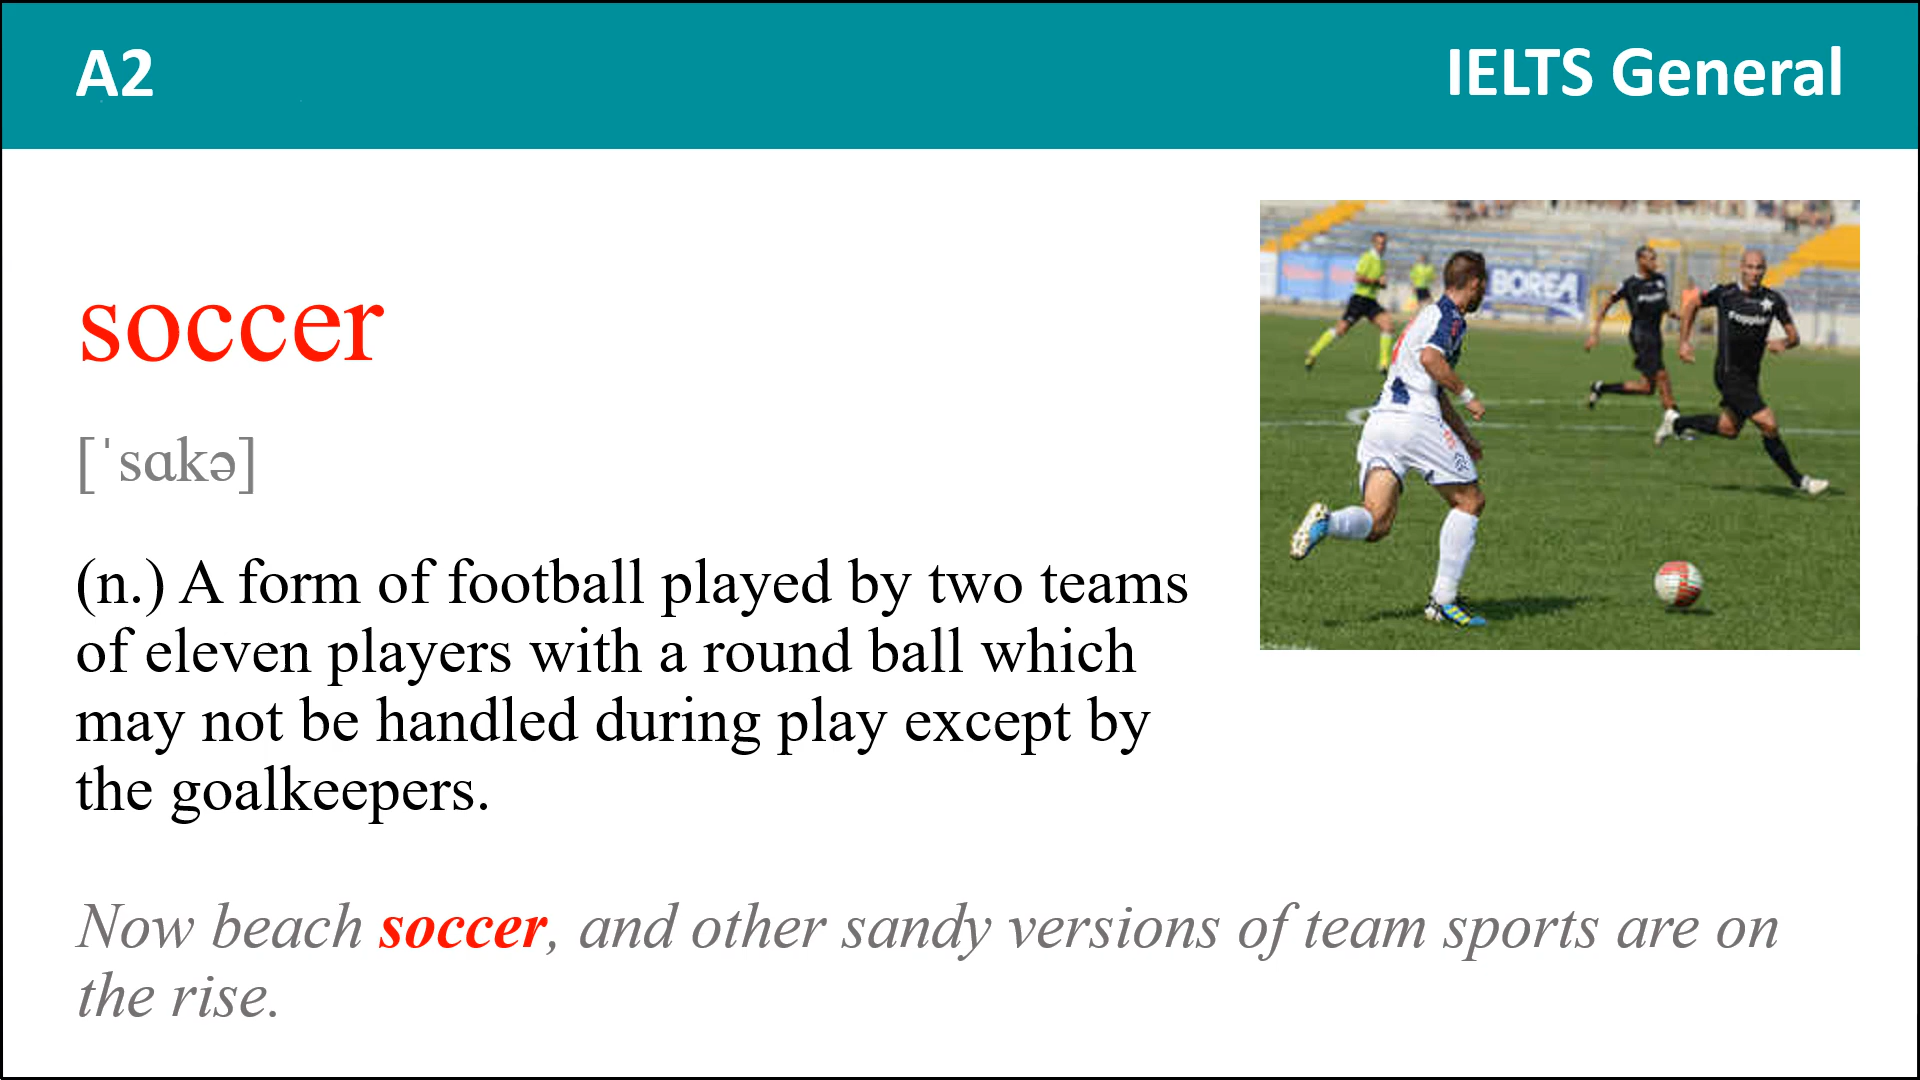 A2
IELTS General
soccer
[ˈsɑkə]
(n.) A form of football played by two teams
of eleven players with a round ball which
may not be handled during play except by
the goalkeepers.
BOREA
Now beach soccer, and other sandy versions of team sports are on
the rise.